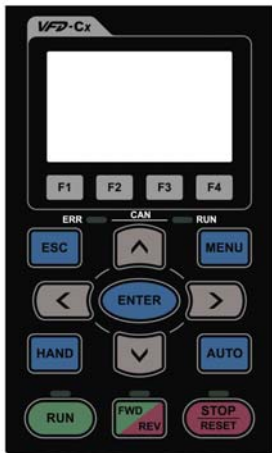 VFD-Cx
F1 F2 F3 F4
ERR CAN RUN
ESC MENU
ENTER
HAND AUTO
RUN FWD REV STOP RESET